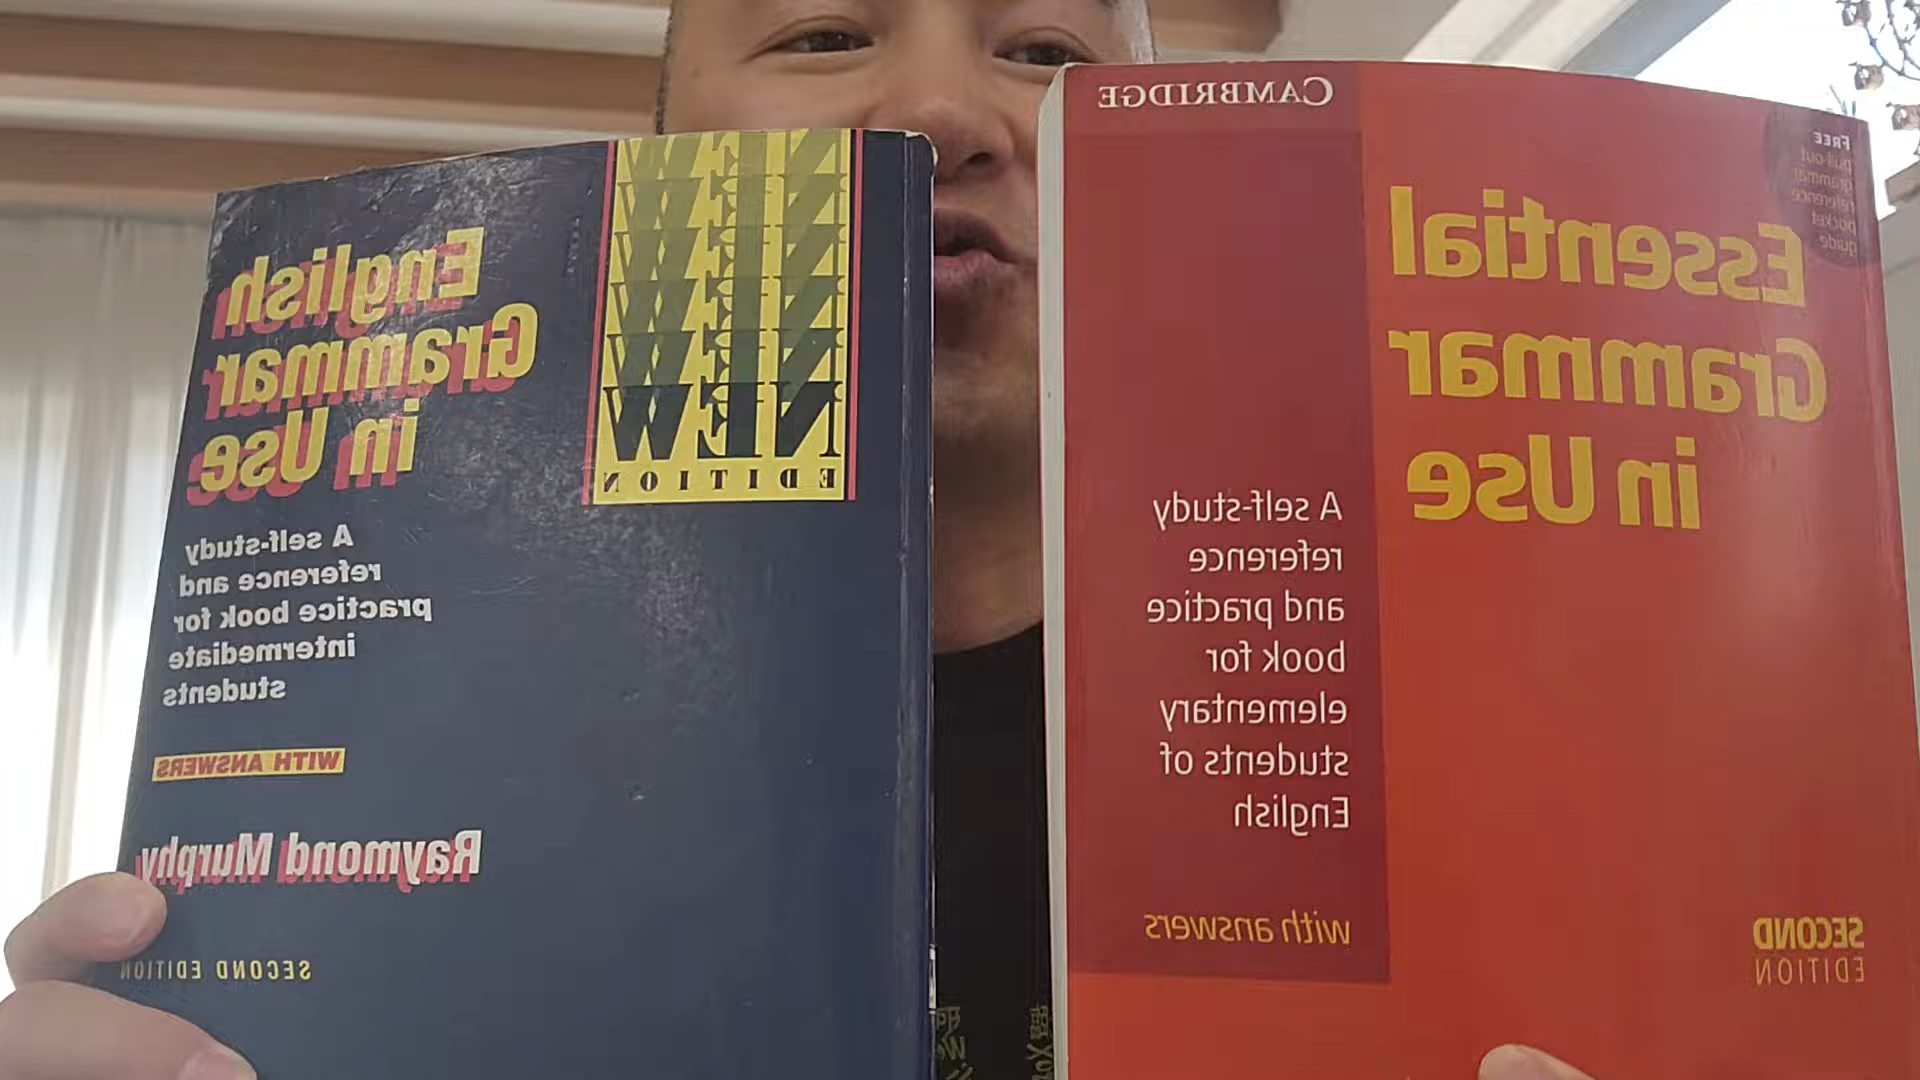 English
Grammar
in Use
NEW
EDITION
A self-study
reference and
practice book for
intermediate
students
WITH ANSWERS
Raymond Murphy
SECOND EDITION
CAMBRIDGE
FREE
pull-out
grammar
reference
pocket
guide
Essential
Grammar
in Use
A self-study
reference
and practice
book for
elementary
students of
English
with answers
SECOND
EDITION